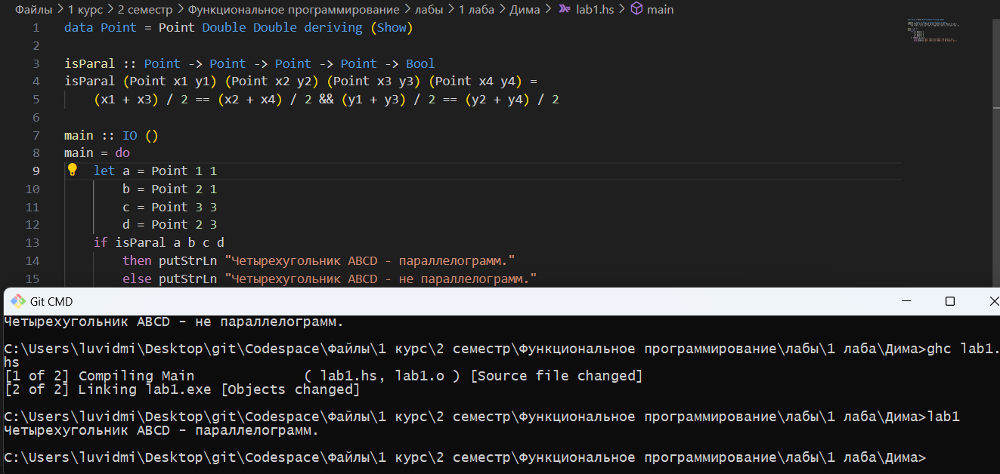 Файлы > 1 курс > 2 семестр > Функциональное программирование > лабы > 1 лаба > Дима > lab1.hs > main
1 data Point = Point Double Double deriving (Show)
2
3 isParal :: Point -> Point -> Point -> Point -> Bool
4 isParal (Point x1 y1) (Point x2 y2) (Point x3 y3) (Point x4 y4) =
5     (x1 + x3) / 2 == (x2 + x4) / 2 && (y1 + y3) / 2 == (y2 + y4) / 2
6
7 main :: IO ()
8 main = do
9     let a = Point 1 1
10         b = Point 2 1
11         c = Point 3 3
12         d = Point 2 3
13     if isParal a b c d
14         then putStrLn "Четырехугольник ABCD - параллелограмм."
15         else putStrLn "Четырехугольник ABCD - не параллелограмм."
Git CMD
Четырехугольник ABCD - не параллелограмм.
C:\Users\luvidmi\Desktop\git\Codespace\Файлы\1 курс\2 семестр\Функциональное программирование\лабы\1 лаба\Дима>ghc lab1.
hs
[1 of 2] Compiling Main             ( lab1.hs, lab1.o ) [Source file changed]
[2 of 2] Linking lab1.exe [Objects changed]
C:\Users\luvidmi\Desktop\git\Codespace\Файлы\1 курс\2 семестр\Функциональное программирование\лабы\1 лаба\Дима>lab1
Четырехугольник ABCD - параллелограмм.
C:\Users\luvidmi\Desktop\git\Codespace\Файлы\1 курс\2 семестр\Функциональное программирование\лабы\1 лаба\Дима>